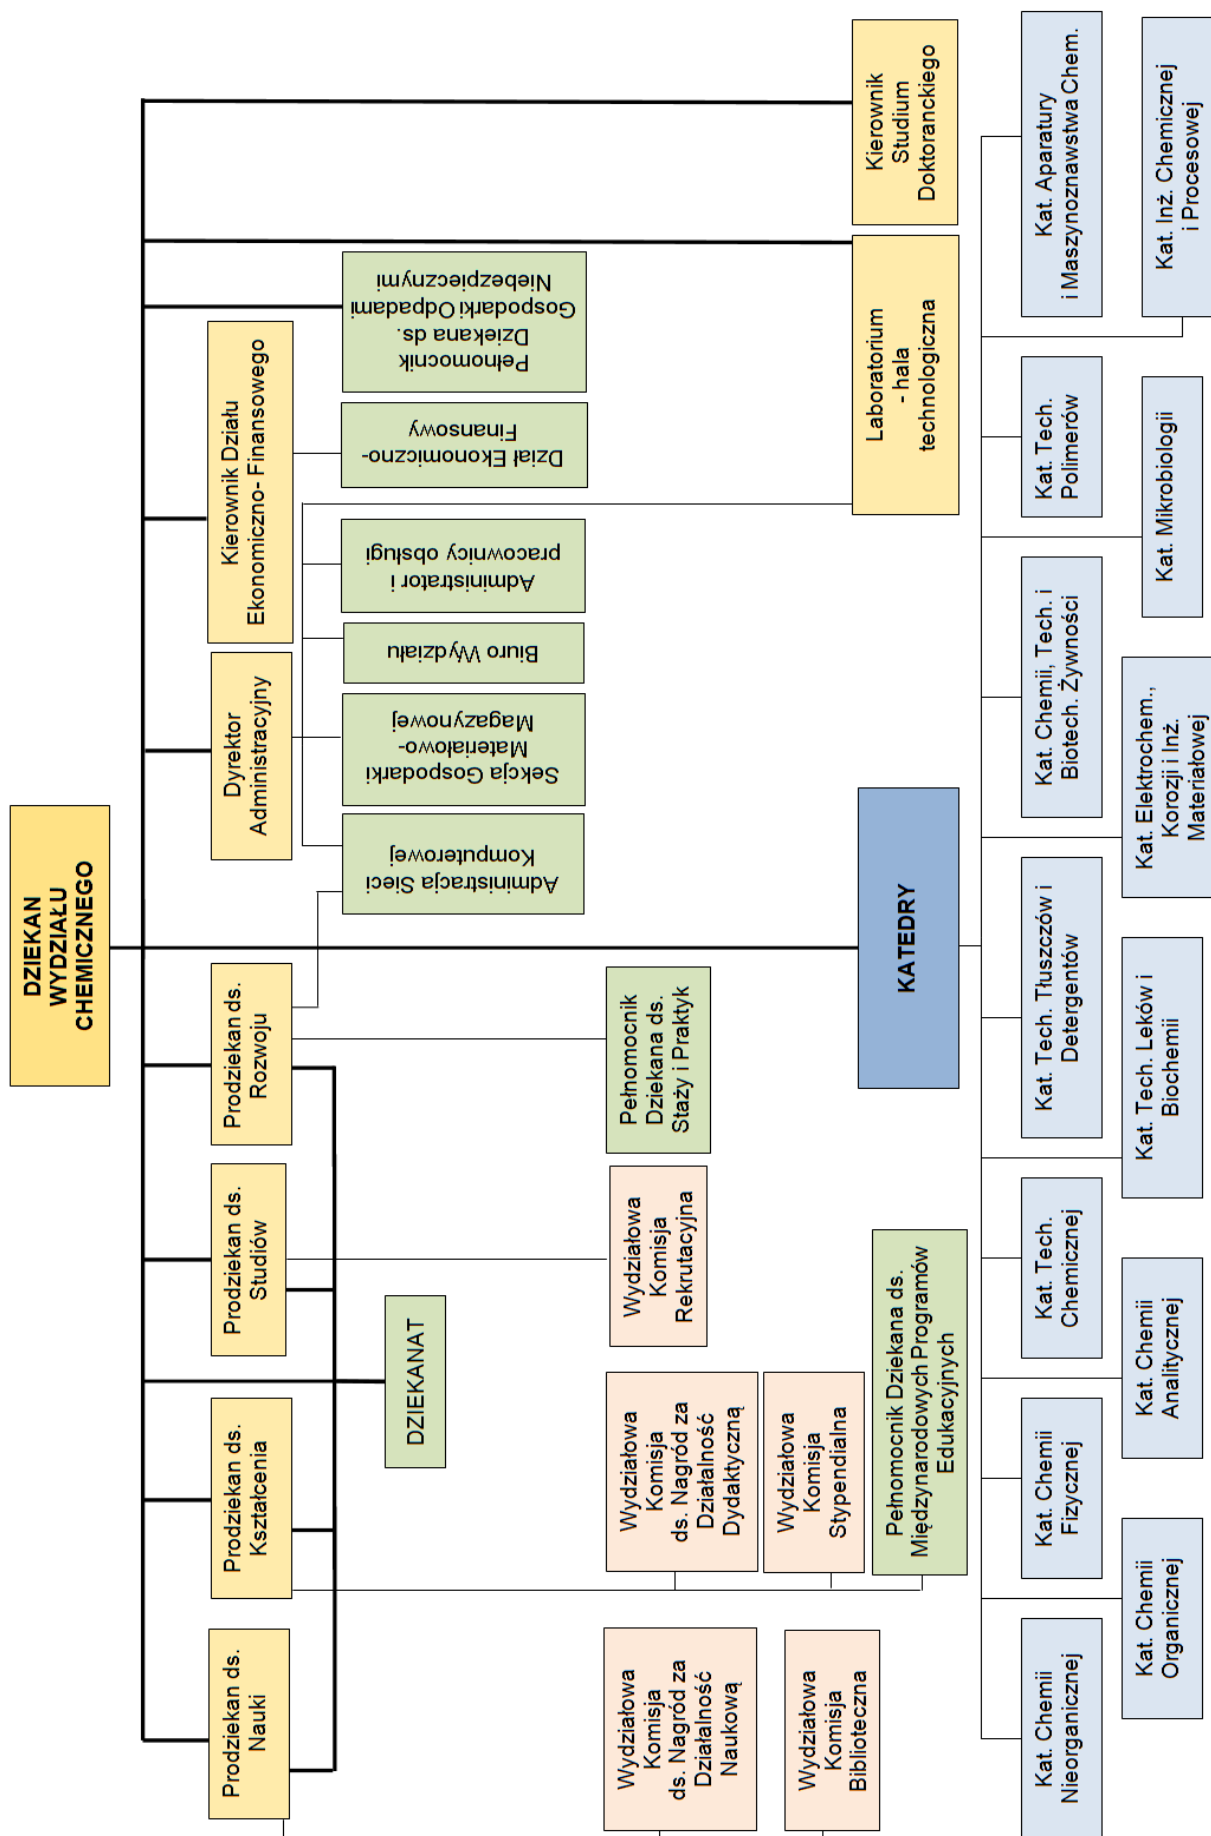 DZIEKAN
WYDZIAŁU
CHEMICZNEGO
Prodziekan ds.
Nauki
Prodziekan ds.
Kształcenia
Prodziekan ds.
Studiów
Prodziekan ds.
Rozwoju
Dyrektor
Administracyjny
Kierownik Działu
Ekonomiczno- Finansowego
DZIEKANAT
Administracja Sieci
Komputerowej
Sekcja Gospodarki
Materiałowo-
Magazynowej
Biuro Wydziału
Administrator i
pracownicy obsługi
Dział Ekonomiczno-
Finansowy
Pełnomocnik
Dziekana ds.
Gospodarki Odpadami
Niebezpiecznymi
Wydziałowa
Komisja
ds. Nagród za
Działalność
Naukową
Wydziałowa
Komisja
Biblioteczna
Wydziałowa
Komisja
ds. Nagród za
Działalność
Dydaktyczną
Wydziałowa
Komisja
Stypendialna
Pełnomocnik Dziekana ds.
Międzynarodowych Programów
Edukacyjnych
Wydziałowa
Komisja
Rekrutacyjna
Pełnomocnik
Dziekana ds.
Staży i Praktyk
KATEDRY
Laboratorium
- hala
technologiczna
Kierownik
Studium
Doktoranckiego
Kat. Chemii
Nieorganicznej
Kat. Chemii
Fizycznej
Kat. Tech.
Chemicznej
Kat. Tech. Tłuszczów i
Detergentów
Kat. Chemii, Tech. i
Biotech. Żywności
Kat. Tech.
Polimerów
Kat. Aparatury
i Maszynoznawstwa Chem.
Kat. Chemii
Organicznej
Kat. Chemii
Analitycznej
Kat. Tech. Leków i
Biochemii
Kat. Elektrochem.,
Korozji i Inż.
Materiałowej
Kat. Mikrobiologii
Kat. Inż. Chemicznej
i Procesowej